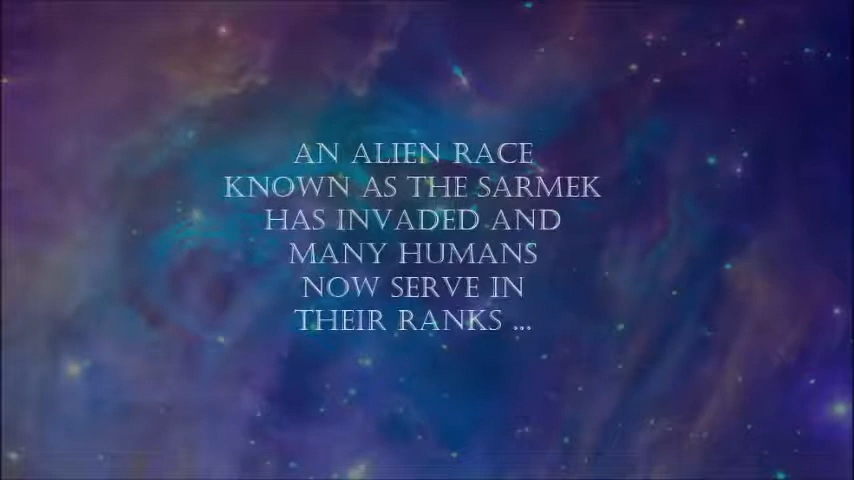 AN ALIEN RACE
KNOWN AS THE SARMEK
HAS INVADED AND
MANY HUMANS
NOW SERVE IN
THEIR RANKS ...